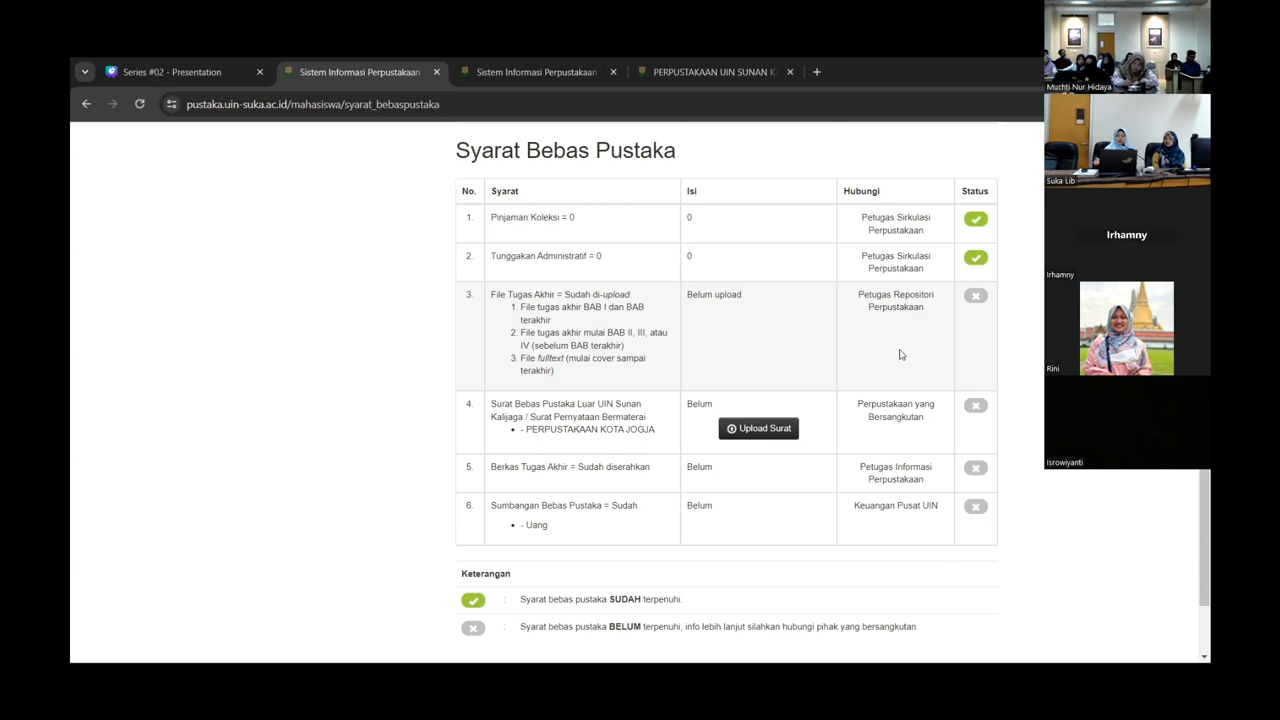 Series #02 - Presentation
Sistem Informasi Perpustakaan
Sistem Informasi Perpustakaan
PERPUSTAKAAN UIN SUNAN K
pustaka.uin-suka.ac.id/mahasiswa/syarat_bebaspustaka
Syarat Bebas Pustaka
No. Syarat Isi Hubungi Status
1. Pinjaman Koleksi = 0 0 Petugas Sirkulasi
Perpustakaan
2. Tunggakan Administratif = 0 0 Petugas Sirkulasi
Perpustakaan
3. File Tugas Akhir = Sudah di-upload: Belum upload Petugas Repositori
1. File tugas akhir BAB I dan BAB Perpustakaan
terakhir
2. File tugas akhir mulai BAB II, III, atau
IV (sebelum BAB terakhir)
3. File fulltext (mulai cover sampai
terakhir)
4. Surat Bebas Pustaka Luar UIN Sunan Belum Perpustakaan yang
Kalijaga / Surat Pernyataan Bermaterai Bersangkutan
• - PERPUSTAKAAN KOTA JOGJA Upload Surat
5. Berkas Tugas Akhir = Sudah diserahkan Belum Petugas Informasi
Perpustakaan
6. Sumbangan Bebas Pustaka = Sudah Belum Keuangan Pusat UIN
• - Uang
Keterangan
: Syarat bebas pustaka SUDAH terpenuhi.
: Syarat bebas pustaka BELUM terpenuhi, info lebih lanjut silahkan hubungi pihak yang bersangkutan.
Muchti Nur Hidaya
Suka Lib
Irhamny
Irhamny
Rini
Isrowiyanti